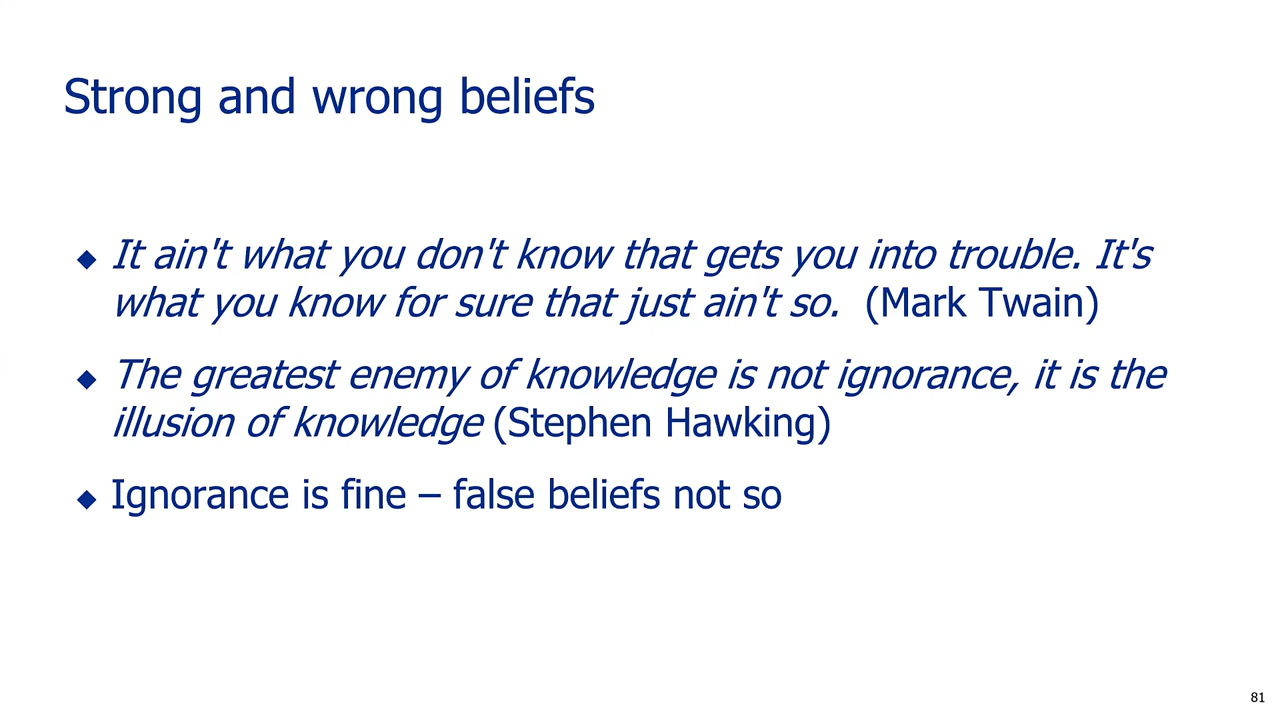 Strong and wrong beliefs
It ain't what you don't know that gets you into trouble. It's
what you know for sure that just ain't so. (Mark Twain)
The greatest enemy of knowledge is not ignorance, it is the
illusion of knowledge (Stephen Hawking)
Ignorance is fine – false beliefs not so
81